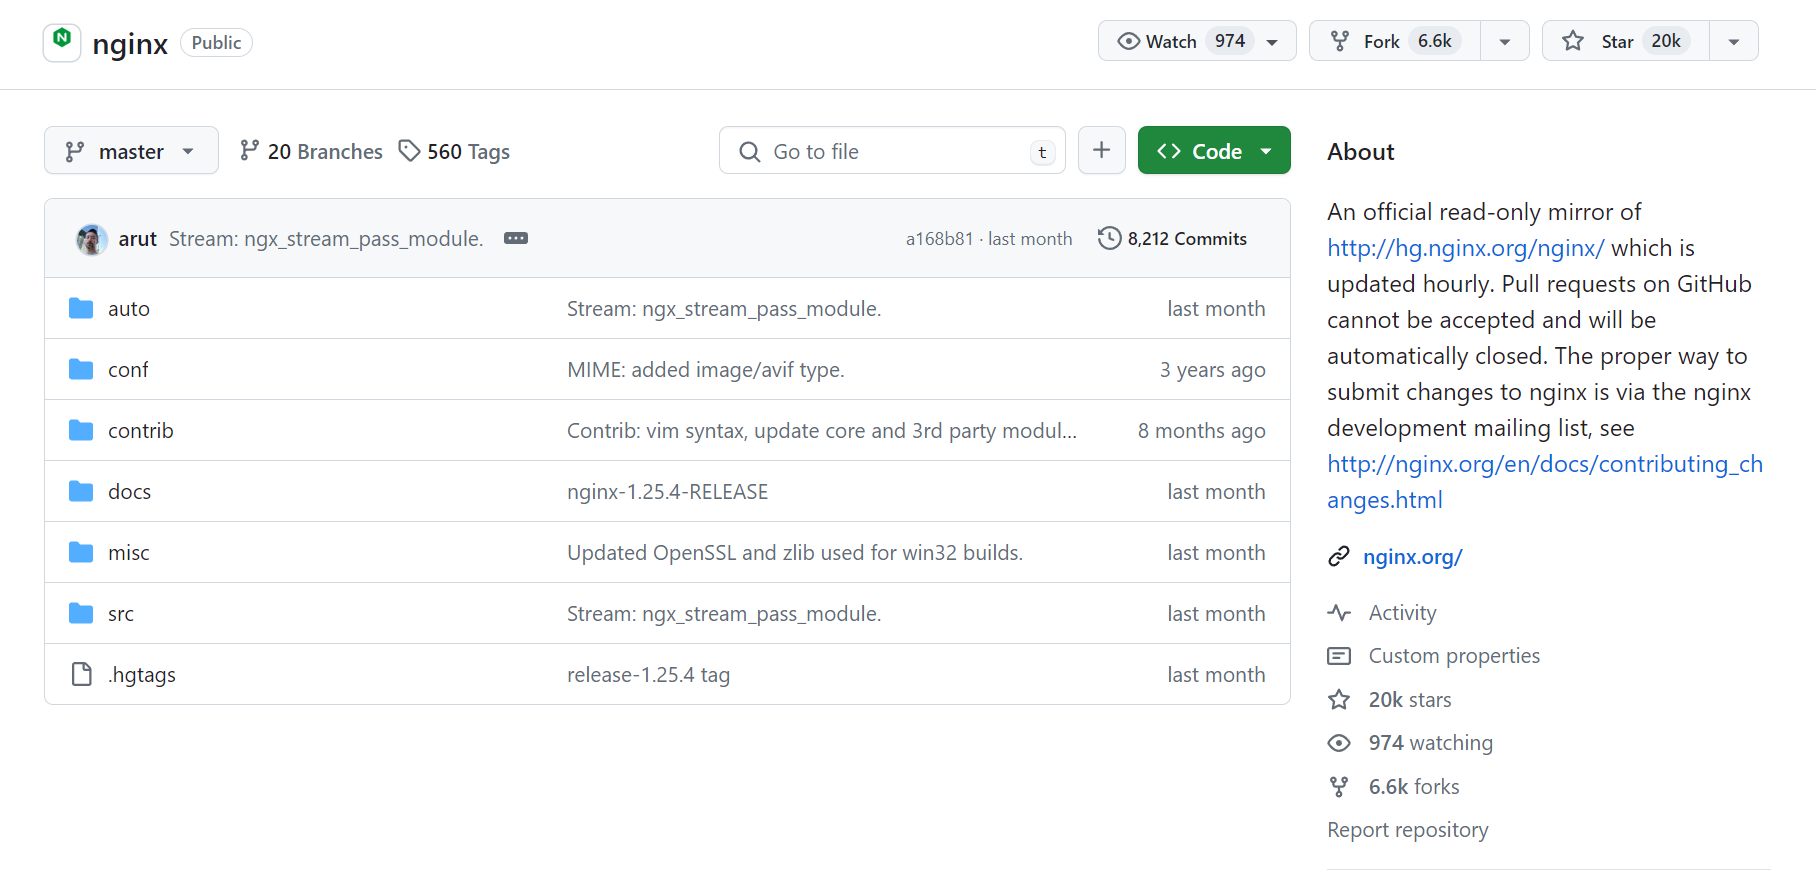 nginx Public Watch 974 Fork 6.6k Star 20k
master 20 Branches 560 Tags Go to file t + <> Code
arut Stream: ngx_stream_pass_module. a168b81 · last month 8,212 Commits
auto Stream: ngx_stream_pass_module. last month
conf MIME: added image/avif type. 3 years ago
contrib Contrib: vim syntax, update core and 3rd party modul... 8 months ago
docs nginx-1.25.4-RELEASE last month
misc Updated OpenSSL and zlib used for win32 builds. last month
src Stream: ngx_stream_pass_module. last month
.hgtags release-1.25.4 tag last month
About
An official read-only mirror of
http://hg.nginx.org/nginx/ which is
updated hourly. Pull requests on GitHub
cannot be accepted and will be
automatically closed. The proper way to
submit changes to nginx is via the nginx
development mailing list, see
http://nginx.org/en/docs/contributing_ch
anges.html
nginx.org/
Activity
Custom properties
20k stars
974 watching
6.6k forks
Report repository